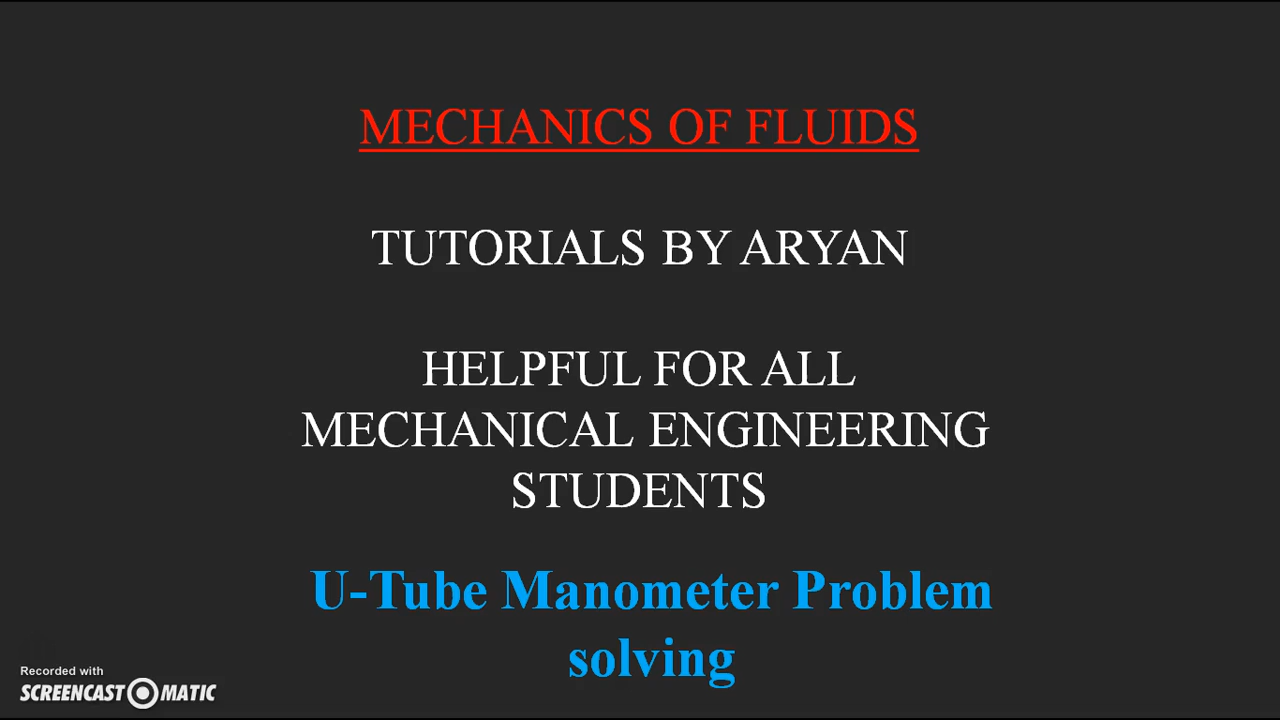 MECHANICS OF FLUIDS
TUTORIALS BY ARYAN
HELPFUL FOR ALL
MECHANICAL ENGINEERING
STUDENTS
U-Tube Manometer Problem
solving
Recorded with
SCREENCAST MATIC